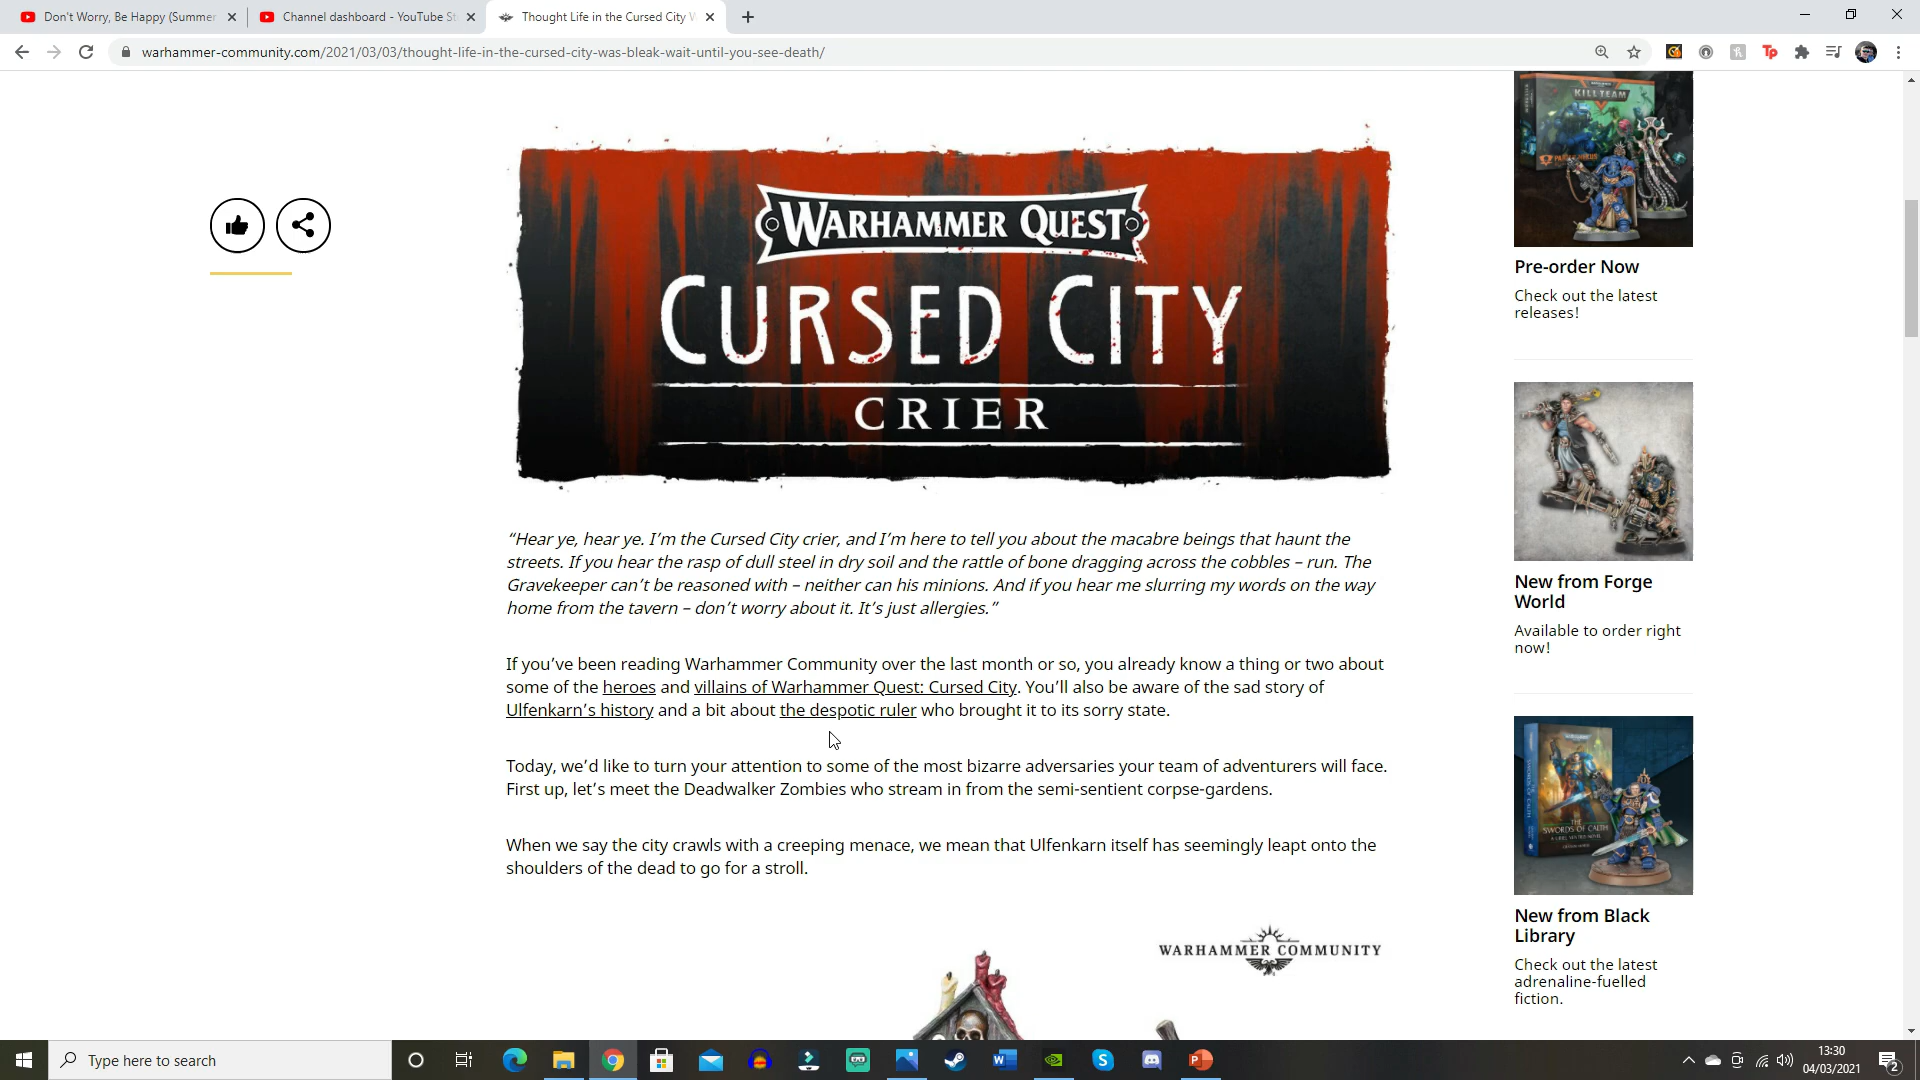 Don't Worry, Be Happy (Summer
Channel dashboard - YouTube St
Thought Life in the Cursed City W
warhammer-community.com/2021/03/03/thought-life-in-the-cursed-city-was-bleak-wait-until-you-see-death/
WARHAMMER QUEST
CURSED CITY
CRIER
“Hear ye, hear ye. I’m the Cursed City crier, and I’m here to tell you about the macabre beings that haunt the
streets. If you hear the rasp of dull steel in dry soil and the rattle of bone dragging across the cobbles – run. The
Gravekeeper can’t be reasoned with – neither can his minions. And if you hear me slurring my words on the way
home from the tavern – don’t worry about it. It’s just allergies.”
If you’ve been reading Warhammer Community over the last month or so, you already know a thing or two about
some of the heroes and villains of Warhammer Quest: Cursed City. You’ll also be aware of the sad story of
Ulfenkarn’s history and a bit about the despotic ruler who brought it to its sorry state.
Today, we’d like to turn your attention to some of the most bizarre adversaries your team of adventurers will face.
First up, let’s meet the Deadwalker Zombies who stream in from the semi-sentient corpse-gardens.
When we say the city crawls with a creeping menace, we mean that Ulfenkarn itself has seemingly leapt onto the
shoulders of the dead to go for a stroll.
WARHAMMER COMMUNITY
KILL TEAM
Pre-order Now
Check out the latest
releases!
New from Forge
World
Available to order right
now!
THE
SWORDS OF CALTH
New from Black
Library
Check out the latest
adrenaline-fuelled
fiction.
Type here to search
13:30
04/03/2021
2